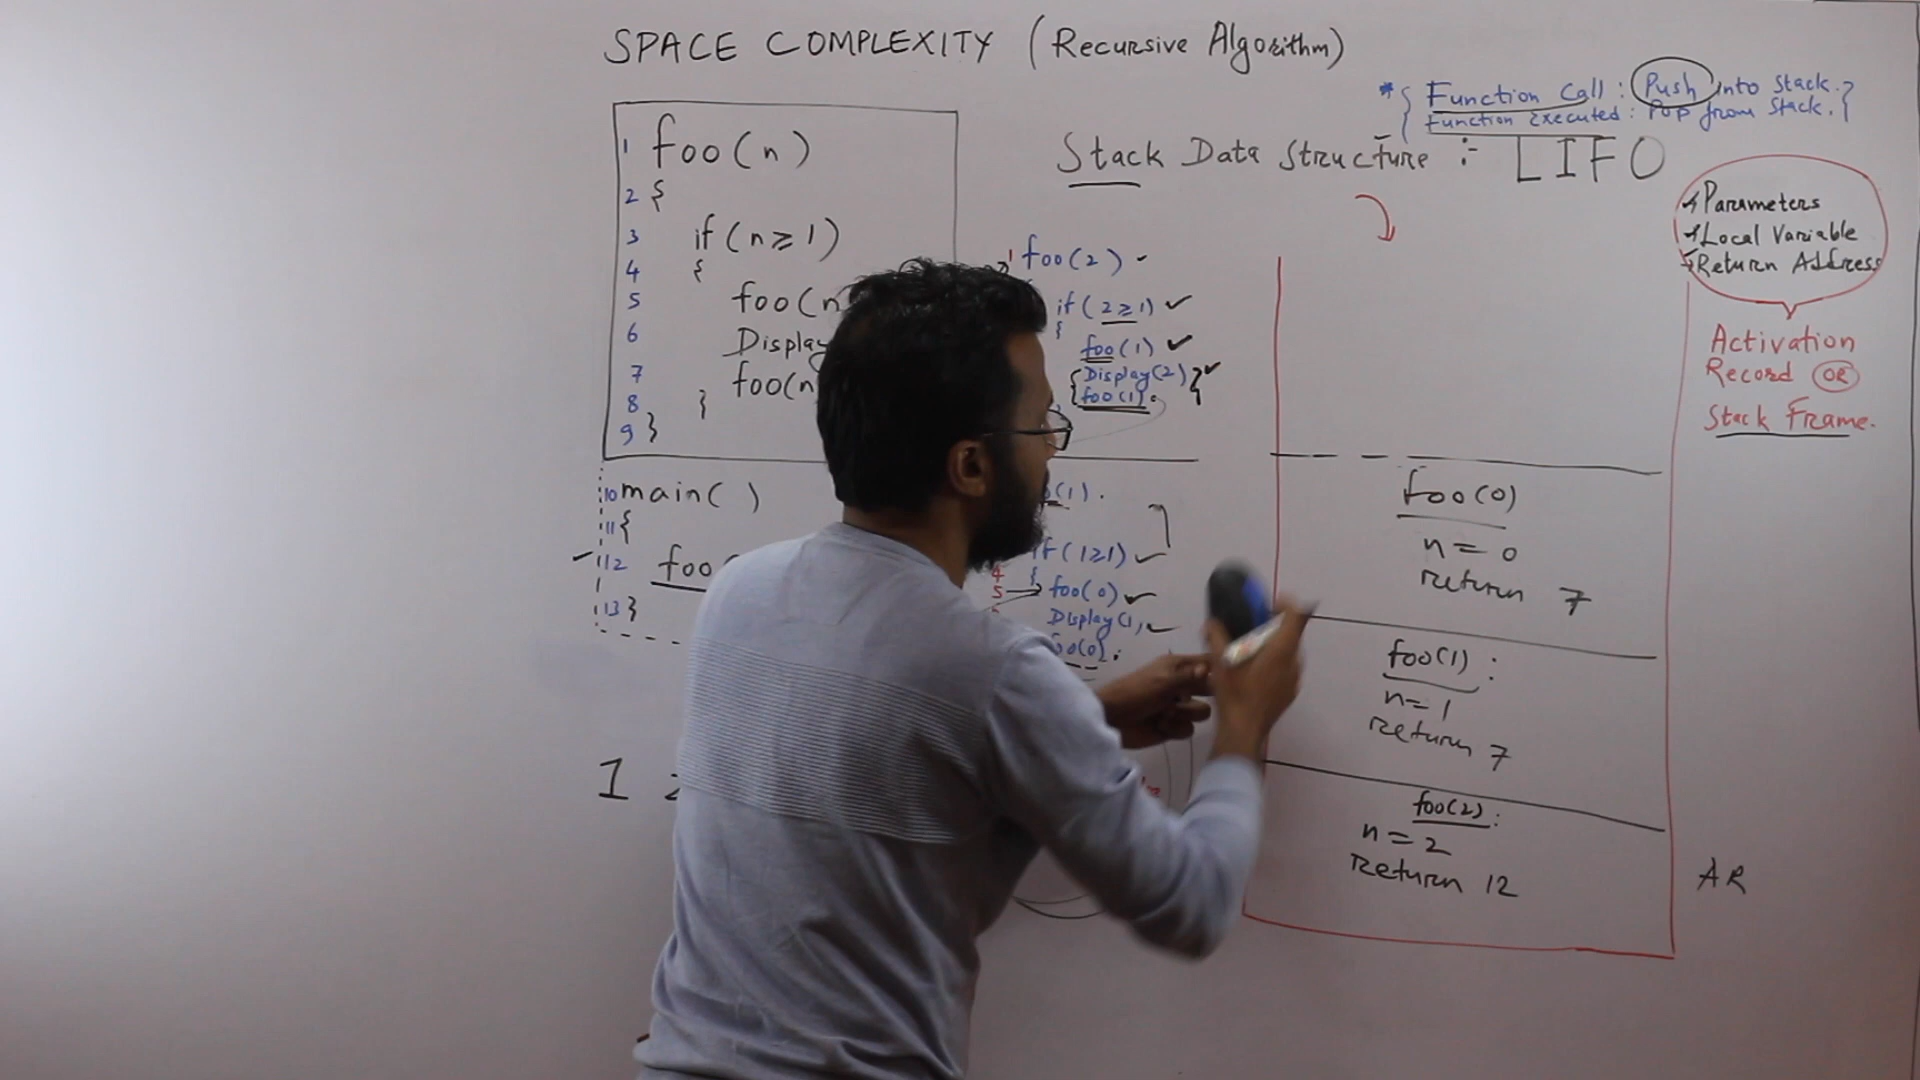 SPACE COMPLEXITY (Recursive Algorithm)
* { Function Call : Push into Stack. }
{ Function Executed : Pop from Stack. }
Stack Data Structure :- LIFO
1 foo(n)
2 {
3 if (n ≥ 1)
4 {
5 foo(n
6 Display
7 foo(n
8 }
9 }
10 main( )
11 {
12 foo
13 }
1
1 foo(2)
if (2 ≥ 1) ✓
{
foo(1) ✓
{ Display(2) } ✓
foo(1).
(1).
if (1≥1) ✓
4 {
5 → foo(0) ✓
Display(1, ✓
foo(0).
foo(0)
n = 0
return 7
foo(1) :
n = 1
return 7
foo(2) :
n = 2
Return 12
Parameters
Local Variable
Return Address
Activation
Record OR
Stack Frame.
AR